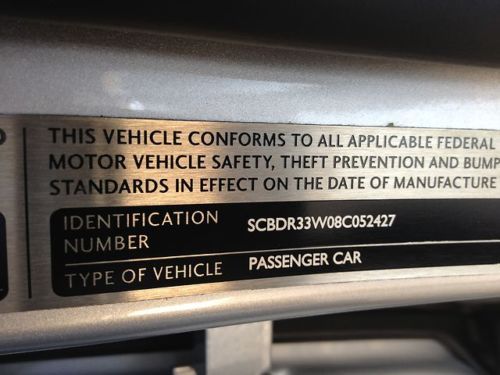 THIS VEHICLE CONFORMS TO ALL APPLICABLE FEDERAL
MOTOR VEHICLE SAFETY, THEFT PREVENTION AND BUMP
STANDARDS IN EFFECT ON THE DATE OF MANUFACTURE
IDENTIFICATION
NUMBER
SCBDR33W08C052427
TYPE OF VEHICLE
PASSENGER CAR